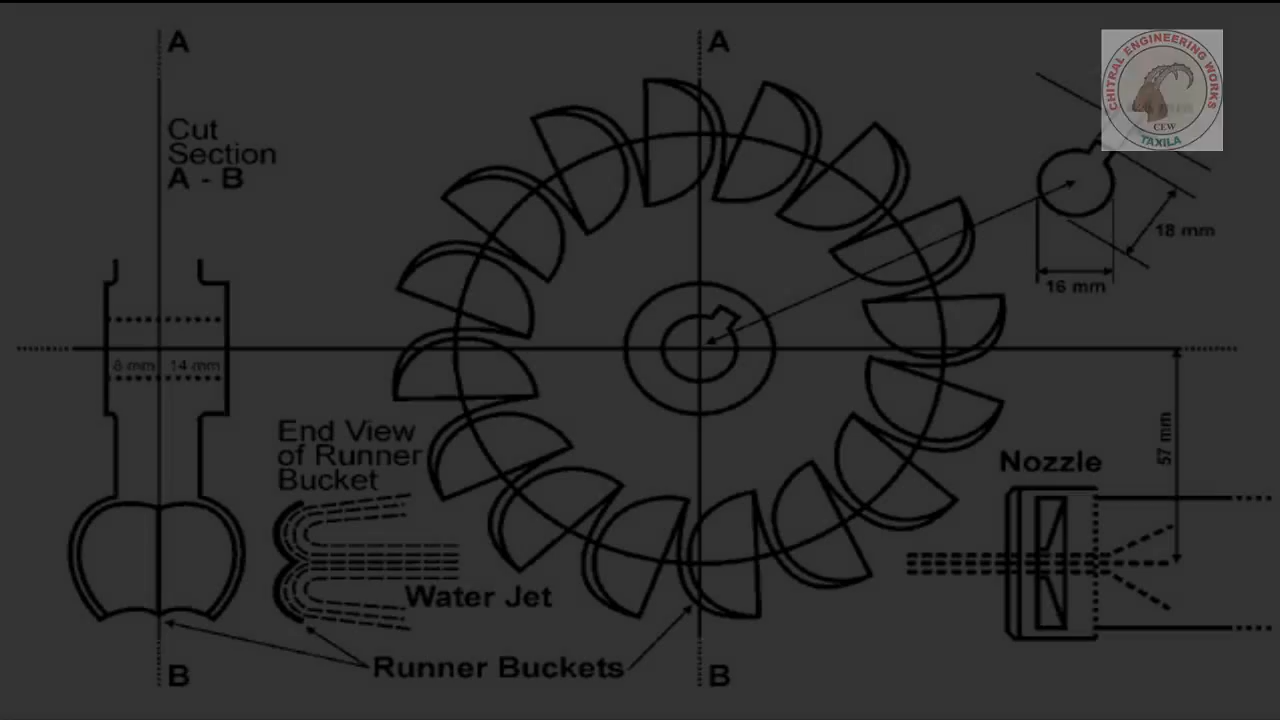 A
A
CHITRAL ENGINEERING WORKS
CEW
TAXILA
Cut
Section
A - B
18 mm
16 mm
8 mm
14 mm
57 mm
End View
of Runner
Bucket
Nozzle
Water Jet
Runner Buckets
B
B